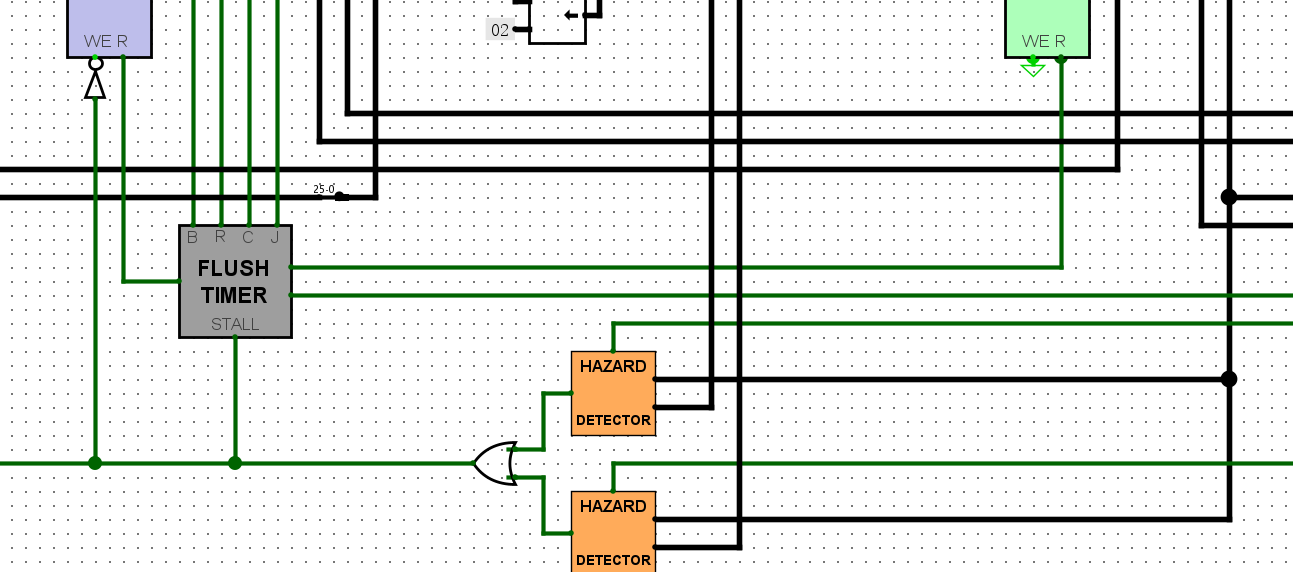 02
WE R
WE R
25-0
B R C J
FLUSH
TIMER
STALL
HAZARD
DETECTOR
HAZARD
DETECTOR